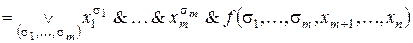 = ∨_{(σ₁,...,σₘ)} x₁^{σ₁} & ... & xₘ^{σₘ} & f(σ₁,...,σₘ, xₘ₊₁,...,xₙ)